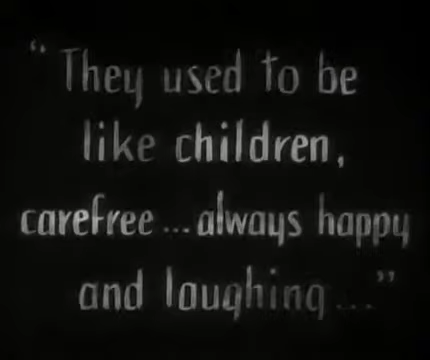 “They used to be
like children,
carefree...always happy
and laughing...”